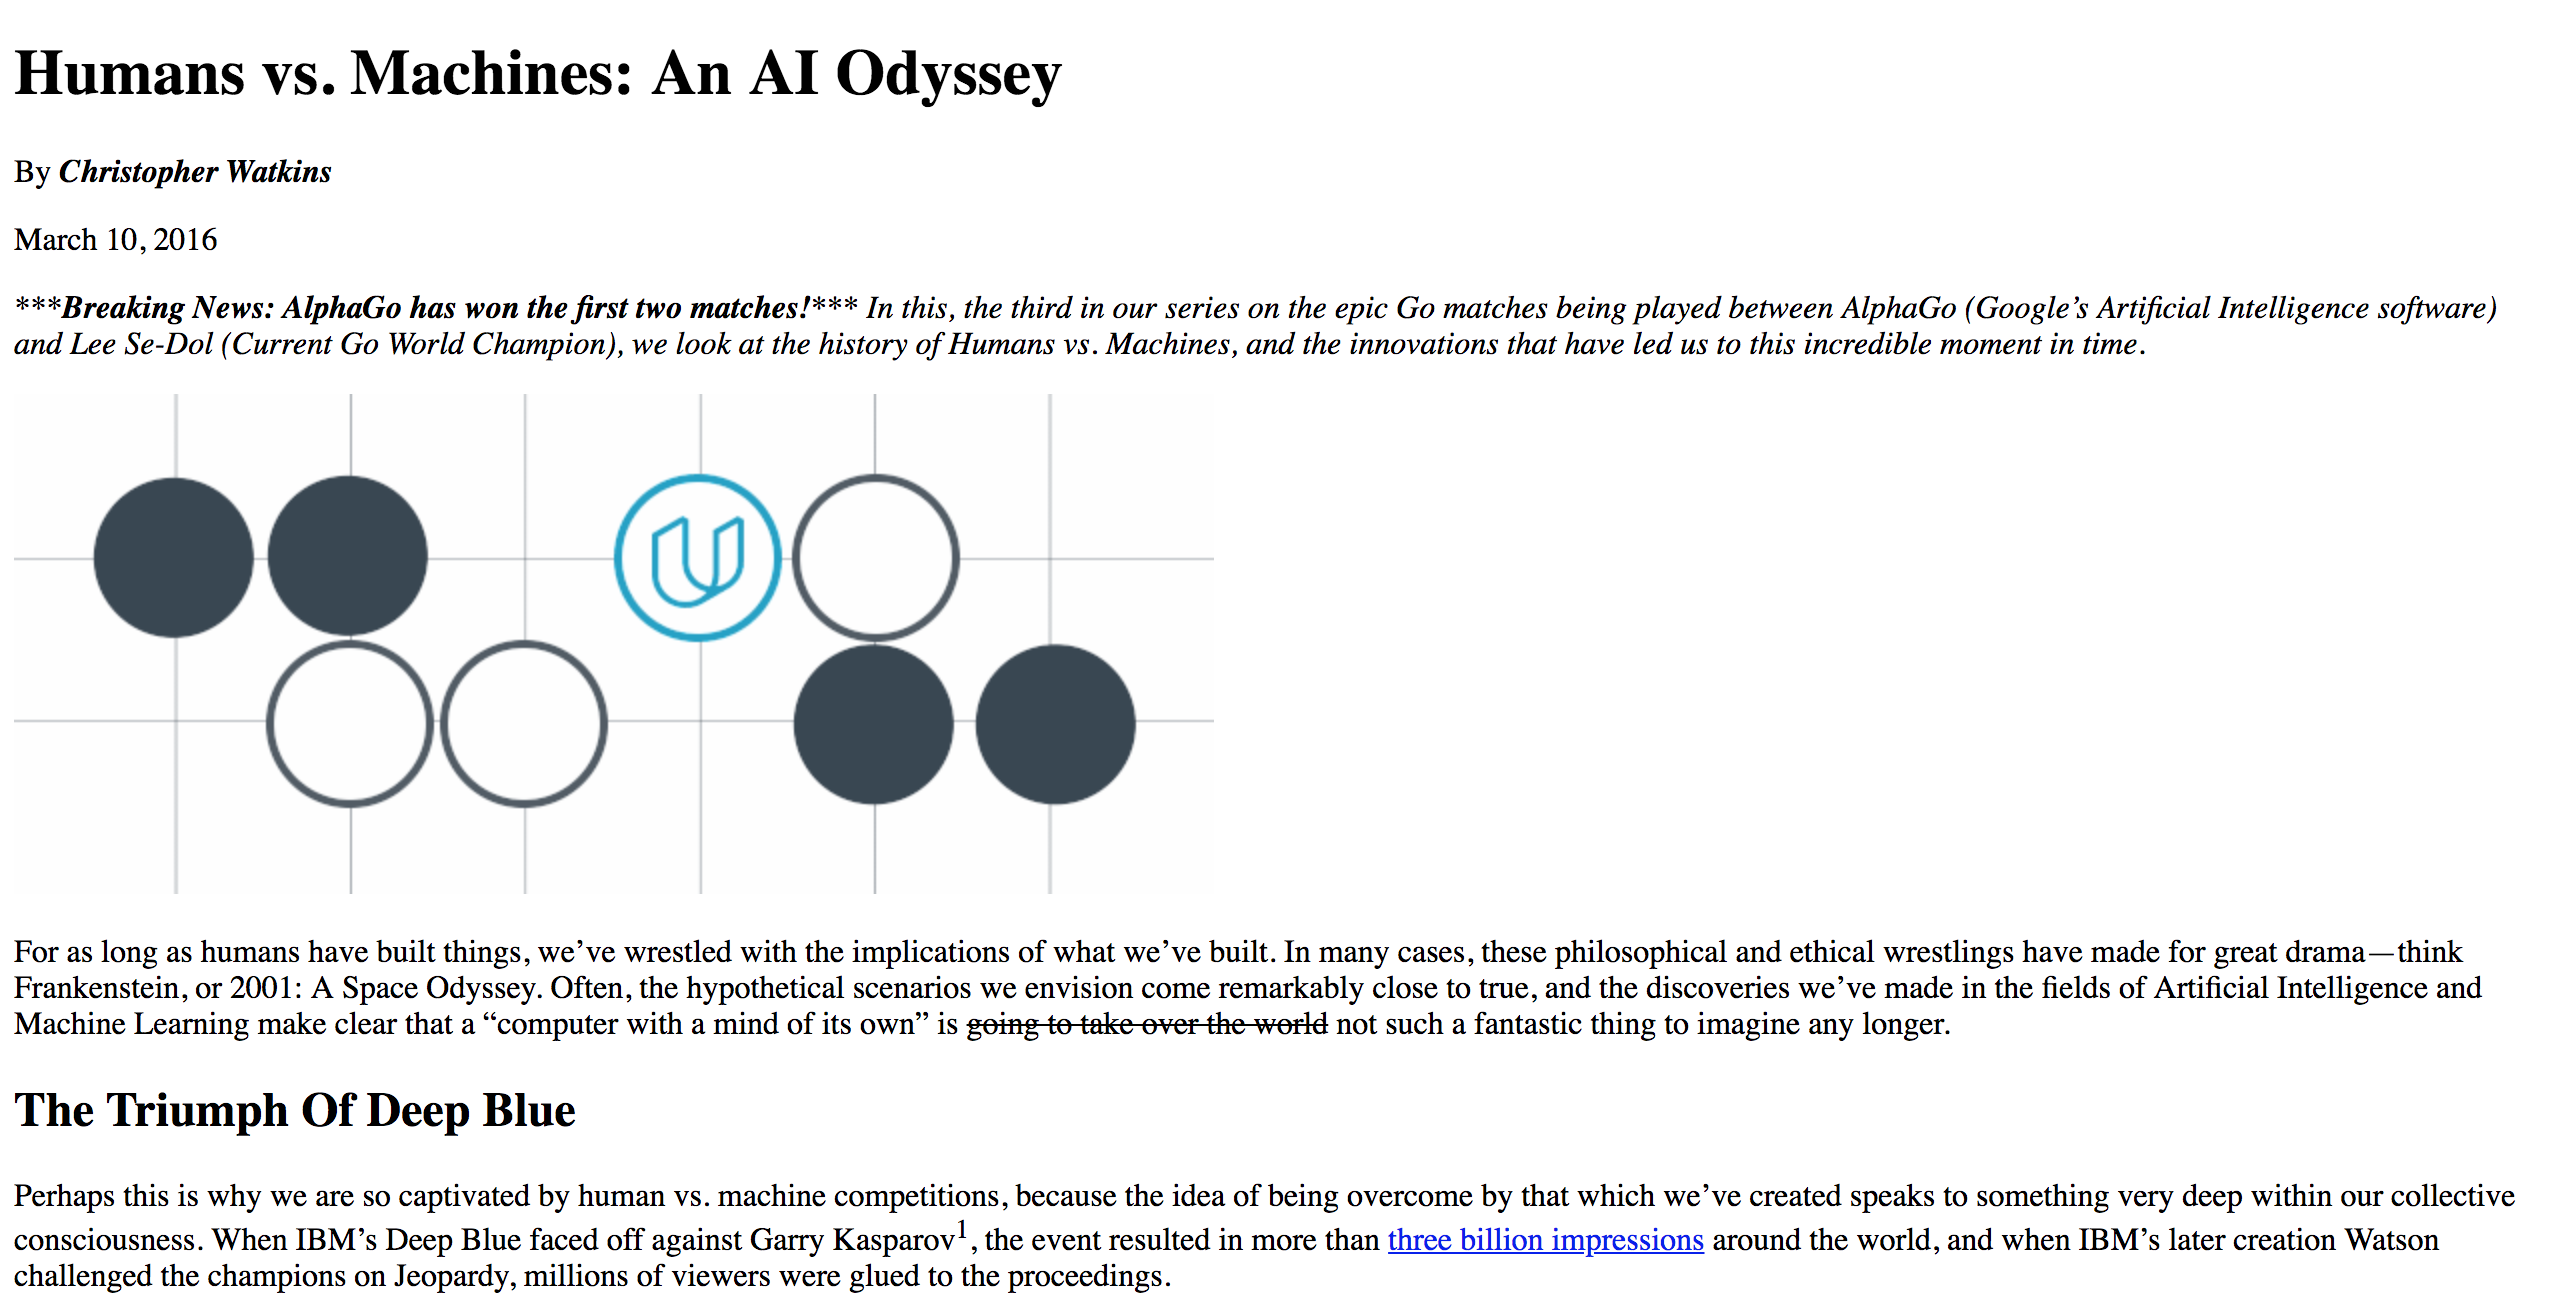 Humans vs. Machines: An AI Odyssey
By Christopher Watkins
March 10, 2016
***Breaking News: AlphaGo has won the first two matches!*** In this, the third in our series on the epic Go matches being played between AlphaGo (Google’s Artificial Intelligence software)
and Lee Se-Dol (Current Go World Champion), we look at the history of Humans vs. Machines, and the innovations that have led us to this incredible moment in time.
U
For as long as humans have built things, we’ve wrestled with the implications of what we’ve built. In many cases, these philosophical and ethical wrestlings have made for great drama—think
Frankenstein, or 2001: A Space Odyssey. Often, the hypothetical scenarios we envision come remarkably close to true, and the discoveries we’ve made in the fields of Artificial Intelligence and
Machine Learning make clear that a “computer with a mind of its own” is going to take over the world not such a fantastic thing to imagine any longer.
The Triumph Of Deep Blue
Perhaps this is why we are so captivated by human vs. machine competitions, because the idea of being overcome by that which we’ve created speaks to something very deep within our collective
consciousness. When IBM’s Deep Blue faced off against Garry Kasparov1, the event resulted in more than three billion impressions around the world, and when IBM’s later creation Watson
challenged the champions on Jeopardy, millions of viewers were glued to the proceedings.